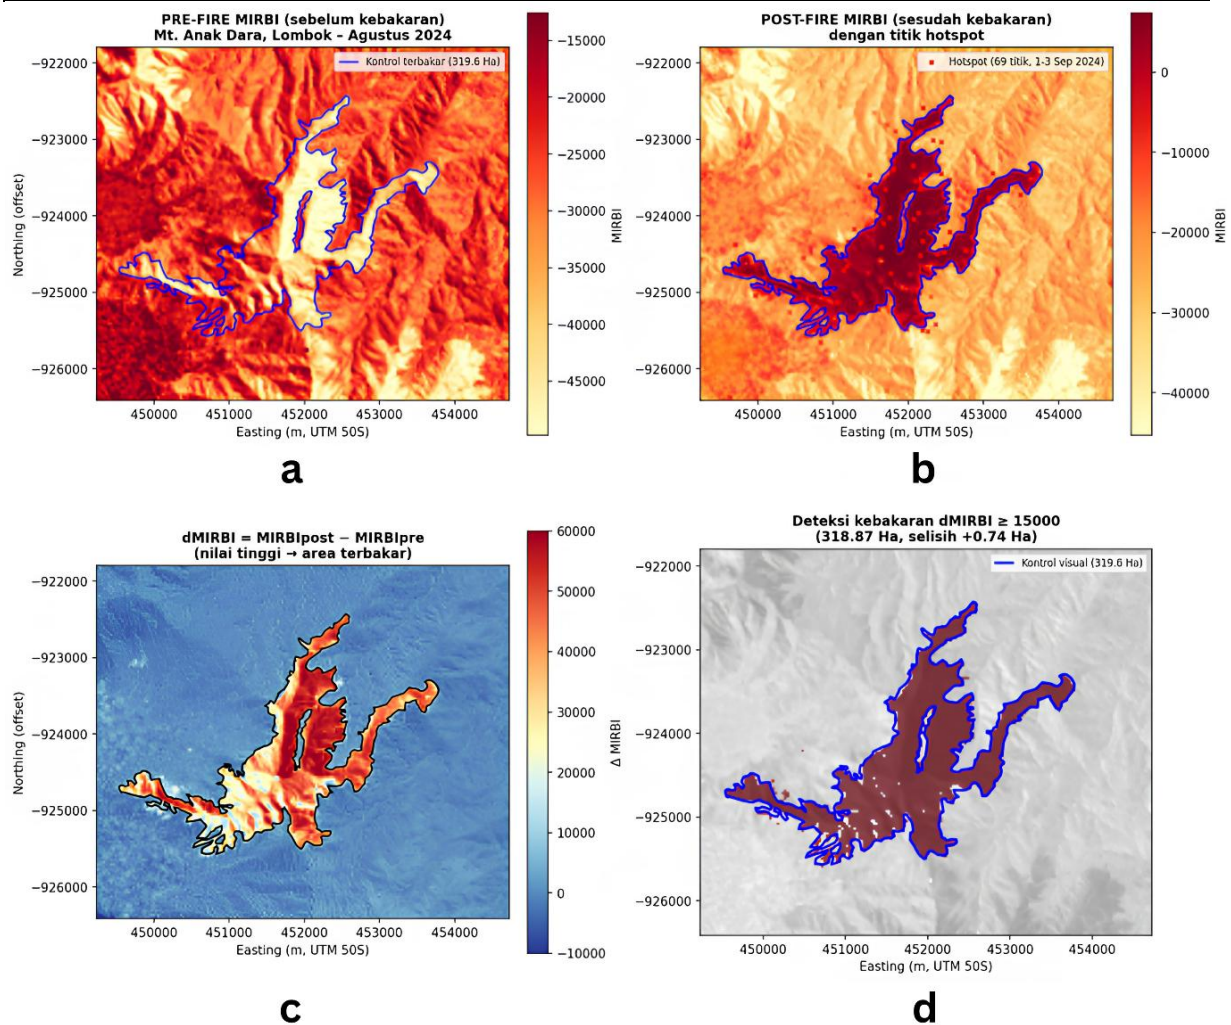 PRE-FIRE MIRBI (sebelum kebakaran)
Mt. Anak Dara, Lombok – Agustus 2024
Kontrol terbakar (319.6 Ha)
−922000
−923000
−924000
−925000
−926000
Northing (offset)
450000 451000 452000 453000 454000
Easting (m, UTM 50S)
−15000
−20000
−25000
−30000
−35000
−40000
−45000
MIRBI
a
POST-FIRE MIRBI (sesudah kebakaran)
dengan titik hotspot
Hotspot (69 titik, 1-3 Sep 2024)
−922000
−923000
−924000
−925000
−926000
450000 451000 452000 453000 454000
Easting (m, UTM 50S)
0
−10000
−20000
−30000
−40000
MIRBI
b
dMIRBI = MIRBIpost − MIRBIpre
(nilai tinggi → area terbakar)
−922000
−923000
−924000
−925000
−926000
Northing (offset)
450000 451000 452000 453000 454000
Easting (m, UTM 50S)
60000
50000
40000
30000
20000
10000
0
−10000
Δ MIRBI
c
Deteksi kebakaran dMIRBI ≥ 15000
(318.87 Ha, selisih +0.74 Ha)
Kontrol visual (319.6 Ha)
−922000
−923000
−924000
−925000
−926000
450000 451000 452000 453000 454000
Easting (m, UTM 50S)
d